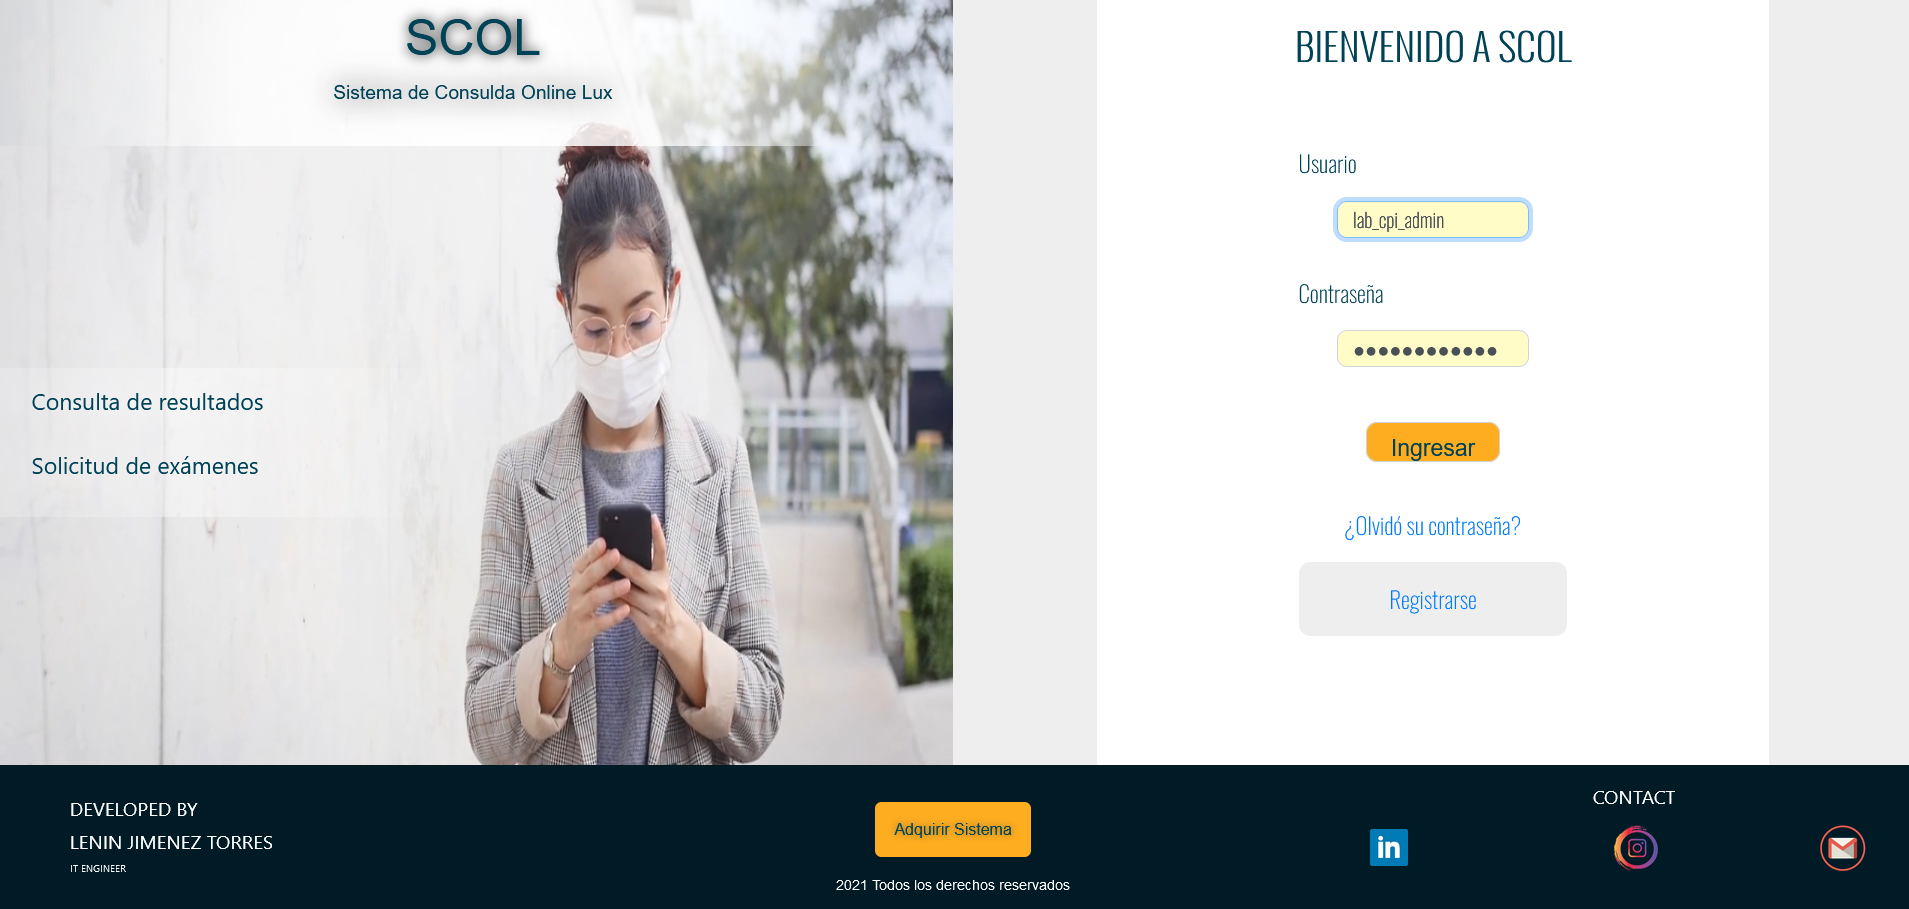 SCOL
Sistema de Consulda Online Lux
Consulta de resultados
Solicitud de exámenes
BIENVENIDO A SCOL
Usuario
lab_cpi_admin
Contraseña
••••••••••••
Ingresar
¿Olvidó su contraseña?
Registrarse
DEVELOPED BY
LENIN JIMENEZ TORRES
IT ENGINEER
Adquirir Sistema
2021 Todos los derechos reservados
CONTACT
in